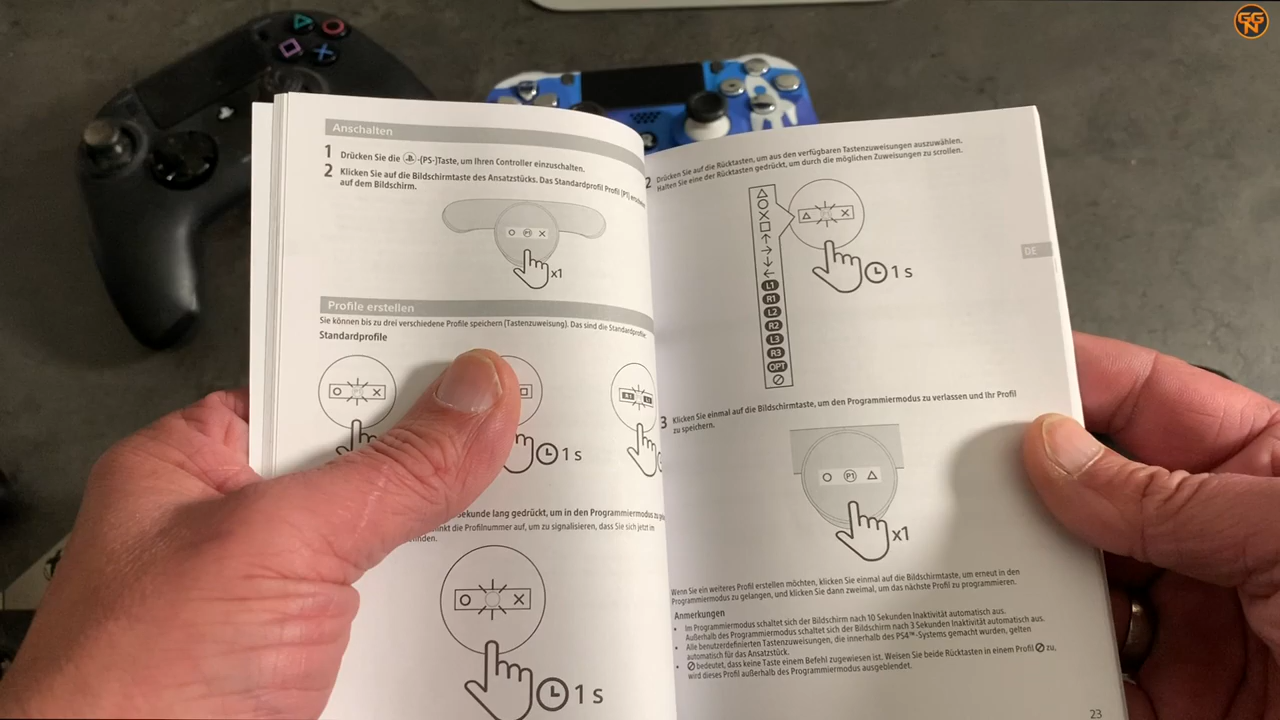 GGN
Anschalten
1 Drücken Sie die -(PS-)Taste, um Ihren Controller einzuschalten.
2 Klicken Sie auf die Bildschirmtaste des Ansatzstücks. Das Standardprofil Profil (P1)
auf dem Bildschirm.
x1
Profile erstellen
Sie können bis zu drei verschiedene Profile speichern (Tastenzuweisung). Das sind die Standardprofile
Standardprofile
1 s
ekunde lang gedrückt, um in den Programmiermodus zu
inkt die Profilnummer auf, um zu signalisieren, dass Sie sich jetzt im
1 s
2 Drücken Sie auf die Rücktasten, um aus den verfügbaren Tastenzuweisungen auszuwählen.
Halten Sie eine der Rücktasten gedrückt, um durch die möglichen Zuweisungen zu scrollen.
L1
R1
L2
R2
L3
R3
OPT
1 s
DE
3 Klicken Sie einmal auf die Bildschirmtaste, um den Programmiermodus zu verlassen und Ihr Profil
zu speichern.
P1
x1
Wenn Sie ein weiteres Profil erstellen möchten, klicken Sie einmal auf die Bildschirmtaste, um erneut in den
Programmiermodus zu gelangen, und klicken Sie dann zweimal, um das nächste Profil zu programmieren.
Anmerkungen
• Im Programmiermodus schaltet sich der Bildschirm nach 10 Sekunden Inaktivität automatisch aus.
Außerhalb des Programmiermodus schaltet sich der Bildschirm nach 3 Sekunden Inaktivität automatisch aus.
• Alle benutzerdefinierten Tastenzuweisungen, die innerhalb des PS4™-Systems gemacht wurden, gelten
automatisch für das Ansatzstück.
• bedeutet, dass keine Taste einem Befehl zugewiesen ist. Weisen Sie beide Rücktasten in einem Profil zu,
wird dieses Profil außerhalb des Programmiermodus ausgeblendet.
23